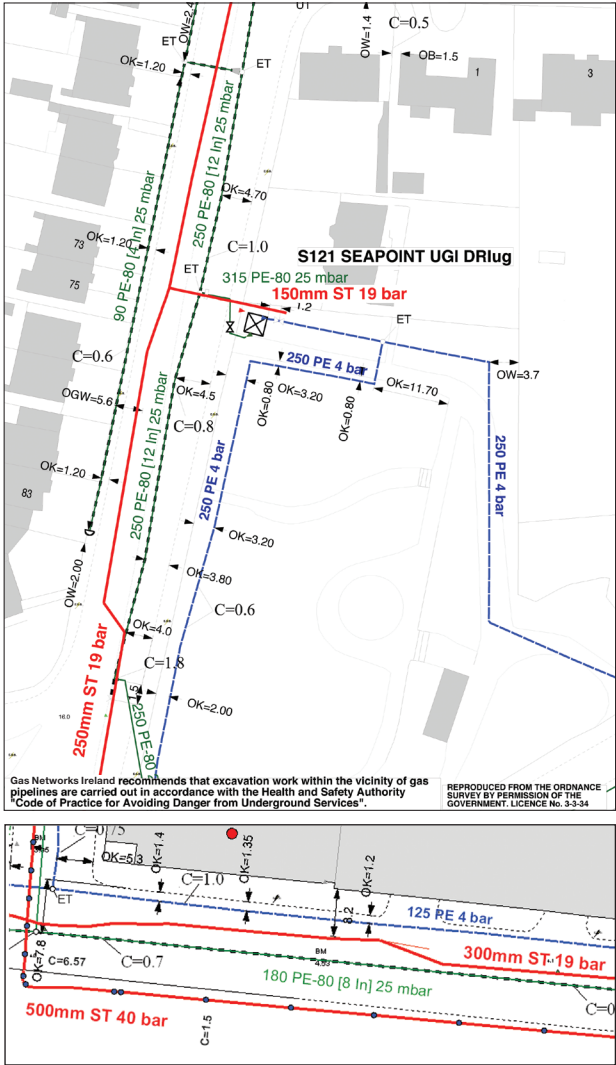 UT
OW=2.4
ET
OK=1.20
ET
OW=1.4
C=0.5
OB=1.5
1
3
90 PE-80 [4 In] 25 mbar
250 PE-80 [12 In] 25 mbar
OK=4.70
73
OK=1.20
C=1.0
S121 SEAPOINT UGI DRIug
ET
315 PE-80 25 mbar
75
150mm ST 19 bar
1.2
ET
C=0.6
250 PE 4 bar
OW=3.7
OK=4.5
OK=0.80
OK=3.20
OK=0.80
OK=11.70
OGW=5.6
C=0.8
250 PE-80 [12 In] 25 mbar
250 PE 4 bar
250 PE 4 bar
OK=1.20
83
OK=3.20
OW=2.00
OK=3.80
C=0.6
OK=4.0
C=1.8
250mm ST 19 bar
1.5
OK=2.00
250 PE-80
16.0
Gas Networks Ireland recommends that excavation work within the vicinity of gas
pipelines are carried out in accordance with the Health and Safety Authority
"Code of Practice for Avoiding Danger from Underground Services".
REPRODUCED FROM THE ORDNANCE
SURVEY BY PERMISSION OF THE
GOVERNMENT. LICENCE No. 3-3-34
BM
C=0.75
OK=5.3
OK=1.4
OK=1.35
OK=1.2
C=1.0
ET
8.2
125 PE 4 bar
OK=7.8
C=6.57
C=0.7
BM
4.93
300mm ST 19 bar
180 PE-80 [8 In] 25 mbar
C=0
500mm ST 40 bar
C=1.5